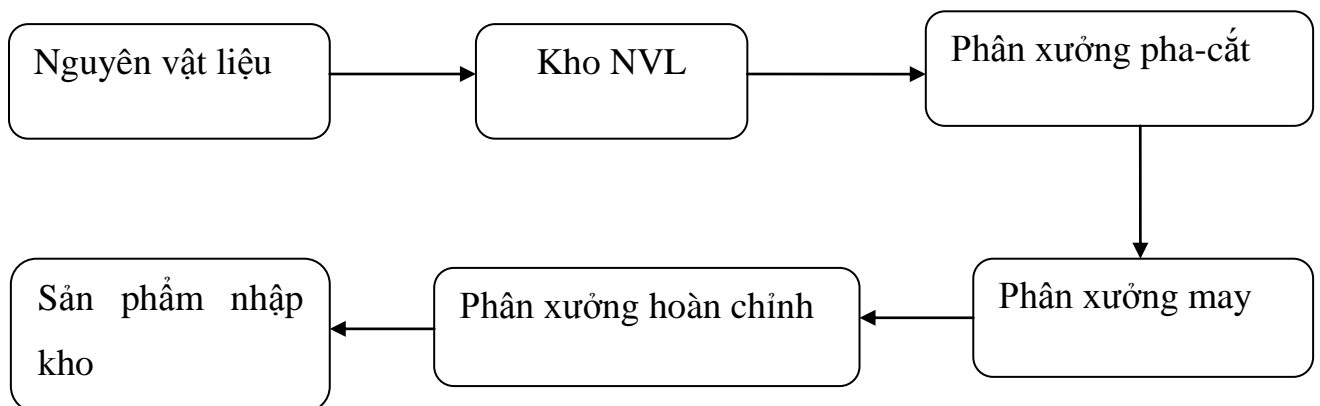 Nguyên vật liệu
Kho NVL
Phân xưởng pha-cắt
Phân xưởng may
Phân xưởng hoàn chỉnh
Sản phẩm nhập
kho